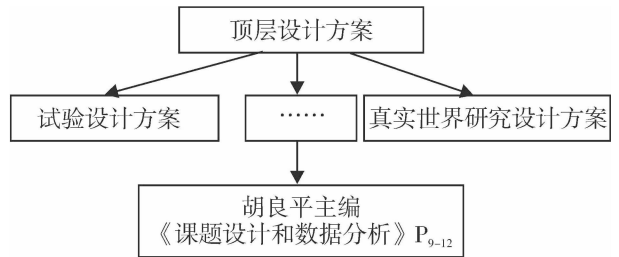 顶层设计方案
试验设计方案
……
真实世界研究设计方案
胡良平主编
《课题设计和数据分析》P9-12